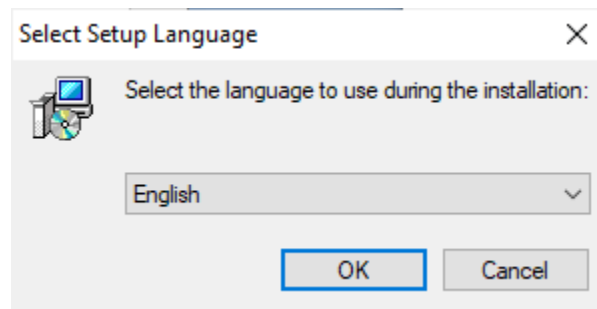 Select Setup Language
Select the language to use during the installation:
English
OK
Cancel